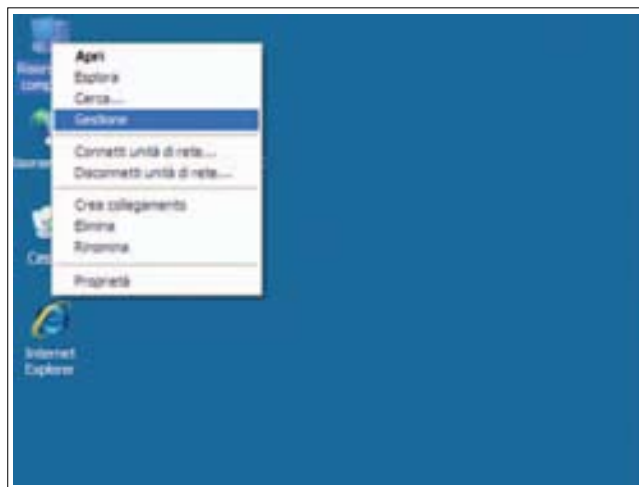 Apri
Esplora
Cerca...
Gestione
Connetti unità di rete...
Disconnetti unità di rete...
Crea collegamento
Elimina
Rinomina
Proprietà
Internet
Explorer